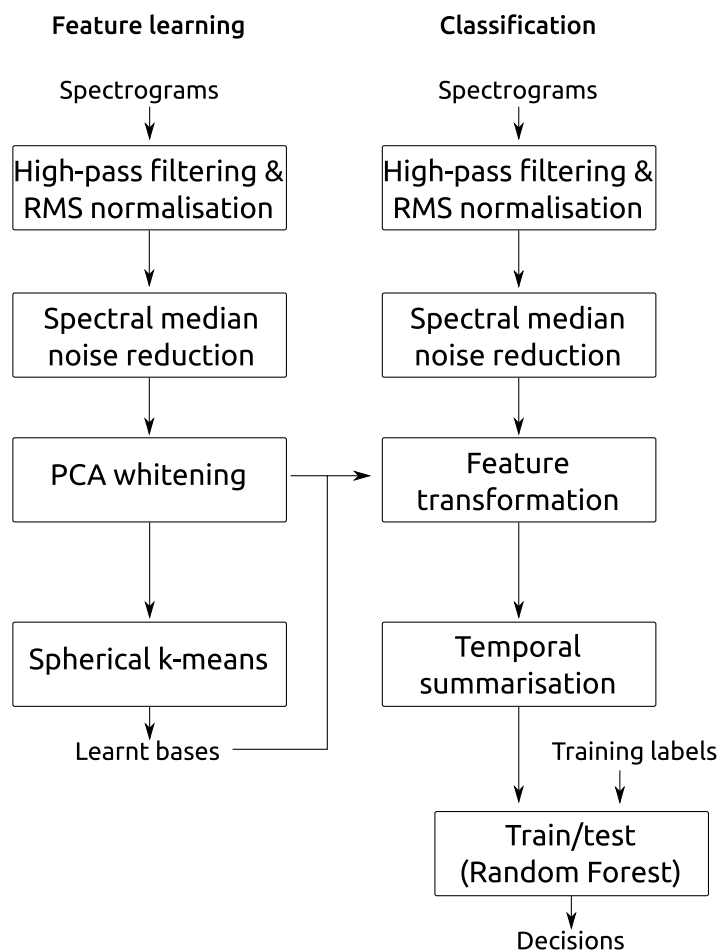 Feature learning
Spectrograms
High-pass filtering &
RMS normalisation
Spectral median
noise reduction
PCA whitening
Spherical k-means
Learnt bases
Classification
Spectrograms
High-pass filtering &
RMS normalisation
Spectral median
noise reduction
Feature
transformation
Temporal
summarisation
Training labels
Train/test
(Random Forest)
Decisions